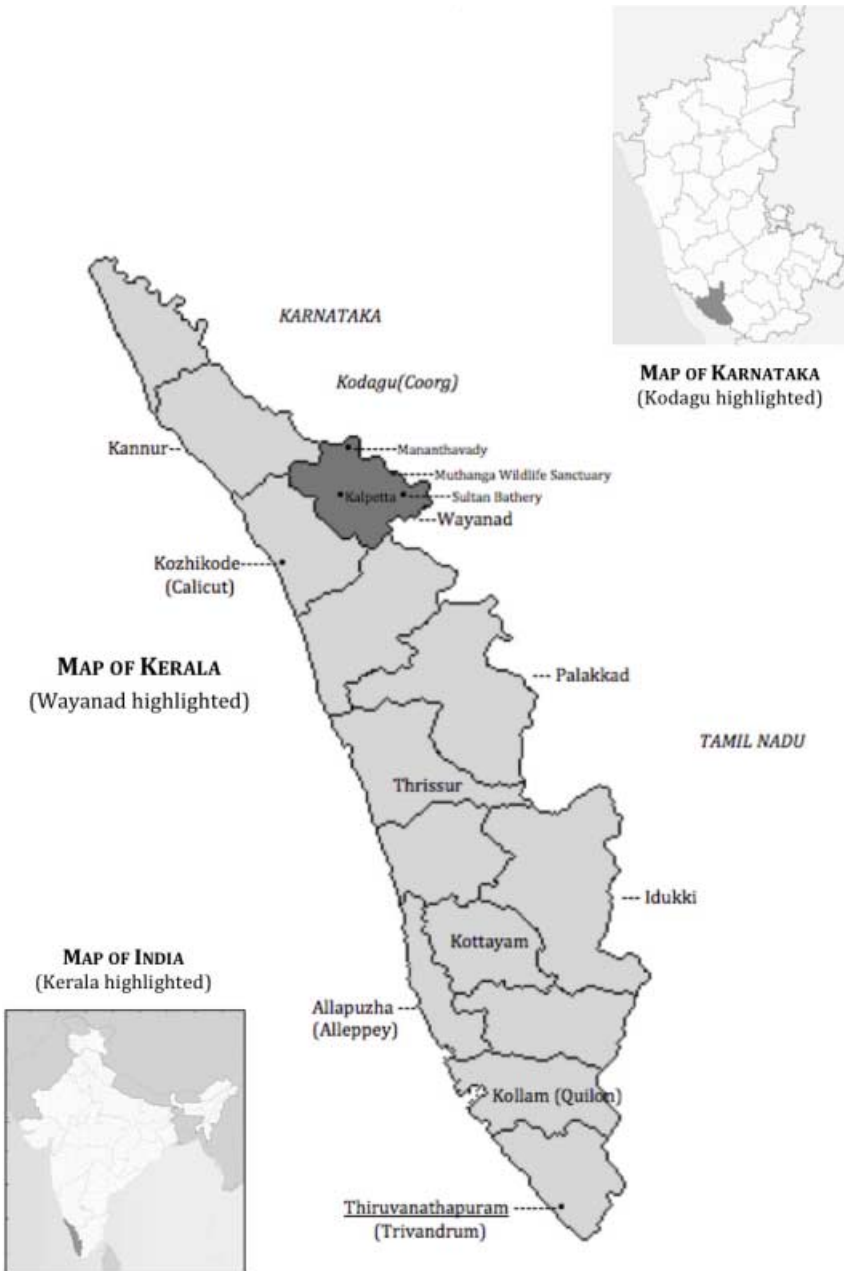 KARNATAKA
Kodagu(Coorg)
MAP OF KARNATAKA
(Kodagu highlighted)
Kannur
Mananthavady
Muthanga Wildlife Sanctuary
Kalpetta
Sultan Bathery
Wayanad
Kozhikode
(Calicut)
MAP OF KERALA
(Wayanad highlighted)
Palakkad
TAMIL NADU
Thrissur
Idukki
Kottayam
MAP OF INDIA
(Kerala highlighted)
Allapuzha
(Alleppey)
Kollam (Quilon)
Thiruvanathapuram
(Trivandrum)